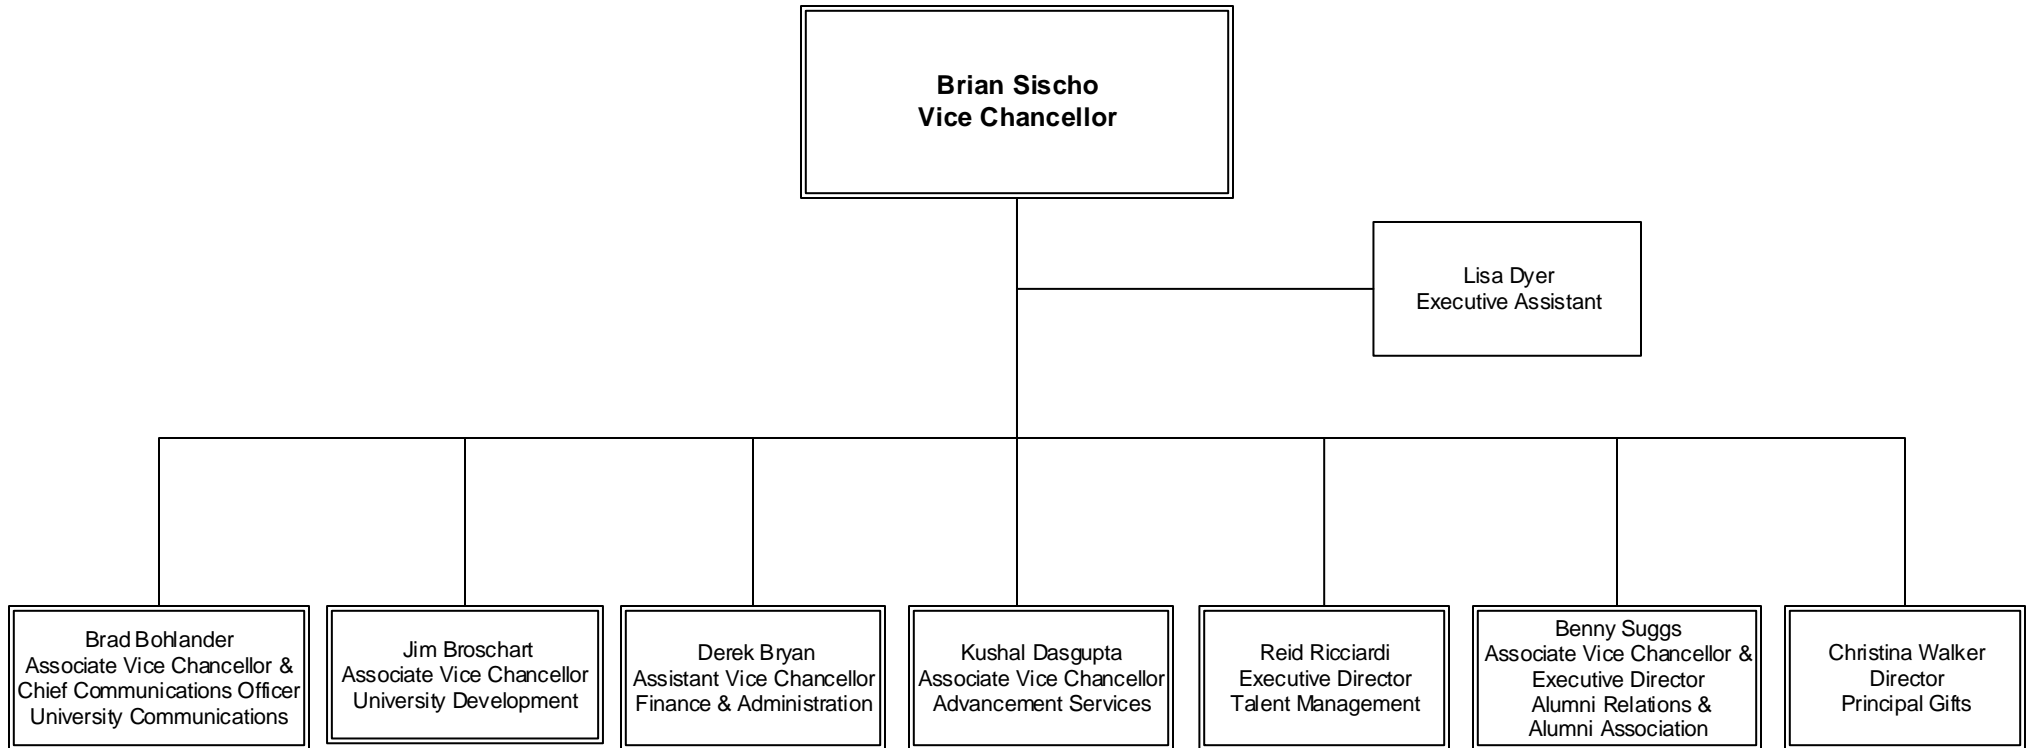 Brian Sischo
Vice Chancellor
Lisa Dyer
Executive Assistant
Brad Bohlander
Associate Vice Chancellor &
Chief Communications Officer
University Communications
Jim Broschart
Associate Vice Chancellor
University Development
Derek Bryan
Assistant Vice Chancellor
Finance & Administration
Kushal Dasgupta
Associate Vice Chancellor
Advancement Services
Reid Ricciardi
Executive Director
Talent Management
Benny Suggs
Associate Vice Chancellor &
Executive Director
Alumni Relations &
Alumni Association
Christina Walker
Director
Principal Gifts